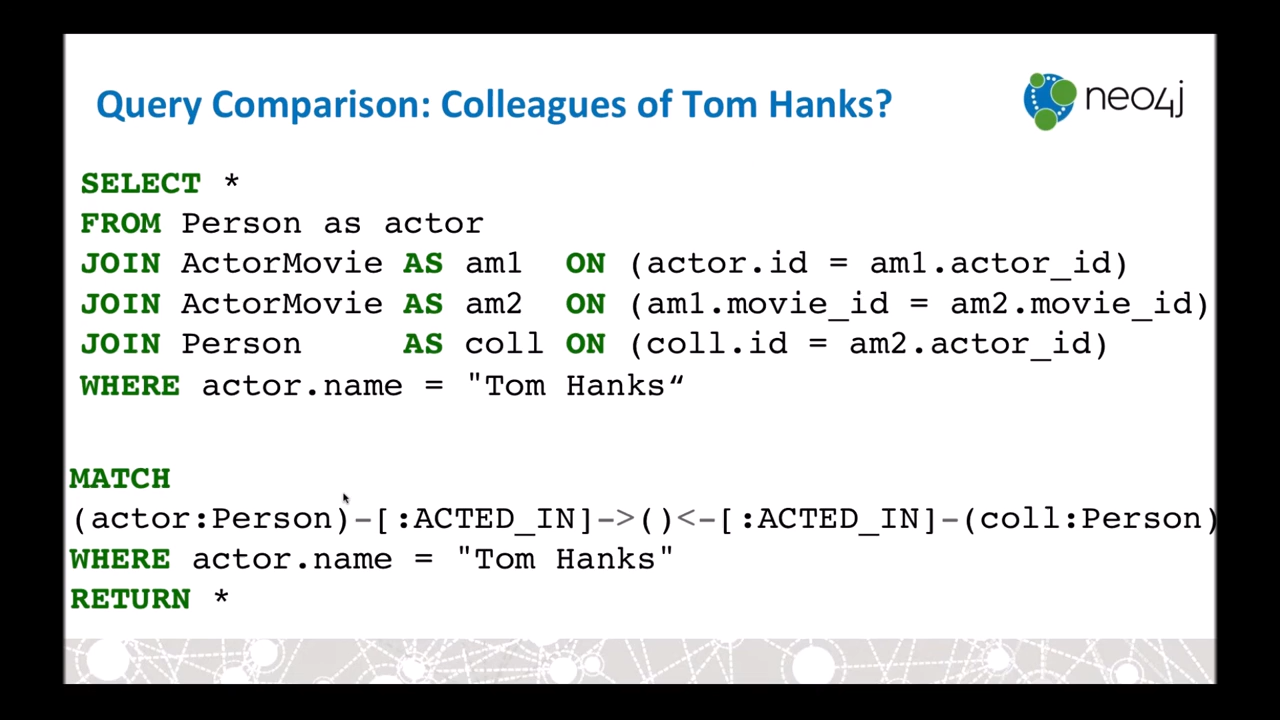 Query Comparison: Colleagues of Tom Hanks?
neo4j
SELECT *
FROM Person as actor
JOIN ActorMovie AS am1 ON (actor.id = am1.actor_id)
JOIN ActorMovie AS am2 ON (am1.movie_id = am2.movie_id)
JOIN Person AS coll ON (coll.id = am2.actor_id)
WHERE actor.name = "Tom Hanks“
MATCH
(actor:Person)-[:ACTED_IN]->()<-[:ACTED_IN]-(coll:Person)
WHERE actor.name = "Tom Hanks"
RETURN *